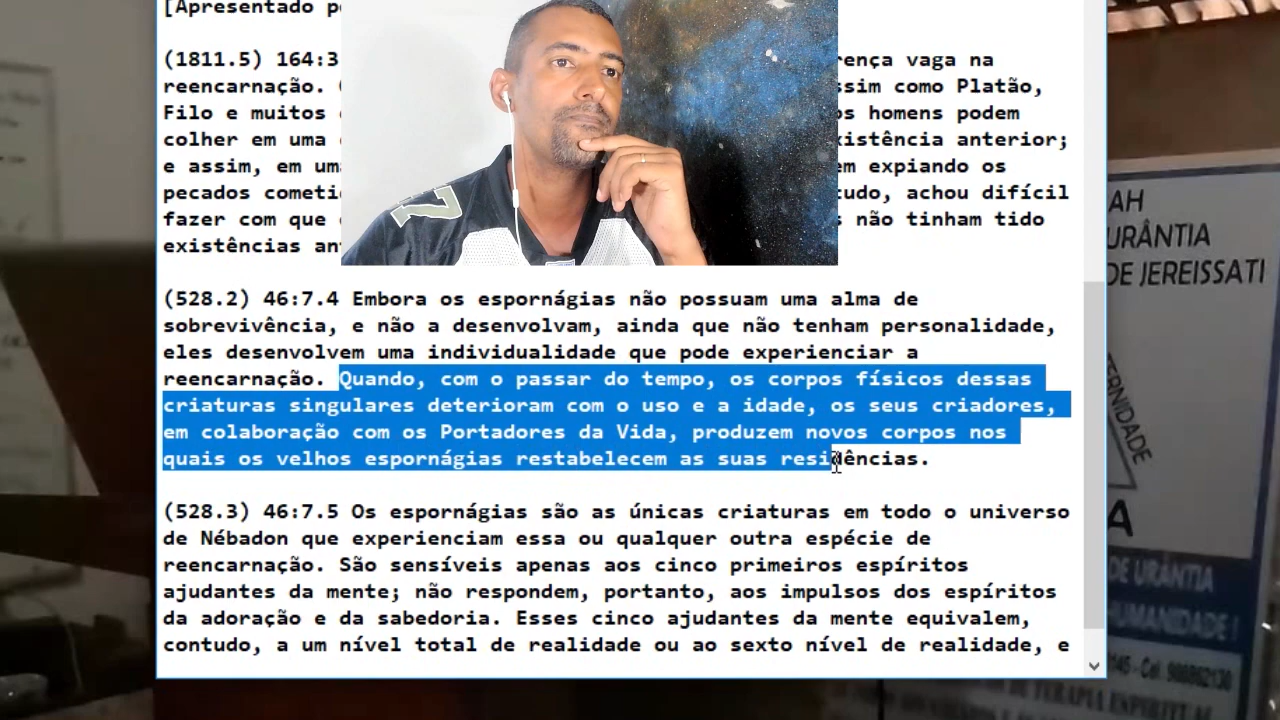 [Apresentado p
(1811.5) 164:3 rença vaga na
reencarnação. ssim como Platão,
Filo e muitos os homens podem
colher em uma xistência anterior;
e assim, em uma em expiando os
pecados cometi tudo, achou difícil
fazer com que s não tinham tido
existências an
(528.2) 46:7.4 Embora os espornágias não possuam uma alma de
sobrevivência, e não a desenvolvam, ainda que não tenham personalidade,
eles desenvolvem uma individualidade que pode experienciar a
reencarnação. Quando, com o passar do tempo, os corpos físicos dessas
criaturas singulares deterioram com o uso e a idade, os seus criadores,
em colaboração com os Portadores da Vida, produzem novos corpos nos
quais os velhos espornágias restabelecem as suas residências.
(528.3) 46:7.5 Os espornágias são as únicas criaturas em todo o universo
de Nébadon que experienciam essa ou qualquer outra espécie de
reencarnação. São sensíveis apenas aos cinco primeiros espíritos
ajudantes da mente; não respondem, portanto, aos impulsos dos espíritos
da adoração e da sabedoria. Esses cinco ajudantes da mente equivalem,
contudo, a um nível total de realidade ou ao sexto nível de realidade, e
7
AH
URÂNTIA
DE JEREISSATI
ERNIDADE
A
DE URÂNTIA
HUMANIDADE!